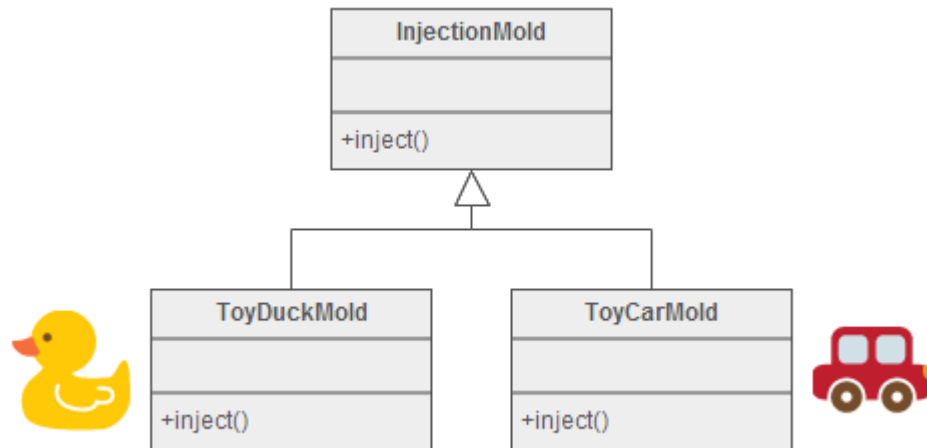 InjectionMold
+inject()
ToyDuckMold
ToyCarMold
+inject()
+inject()